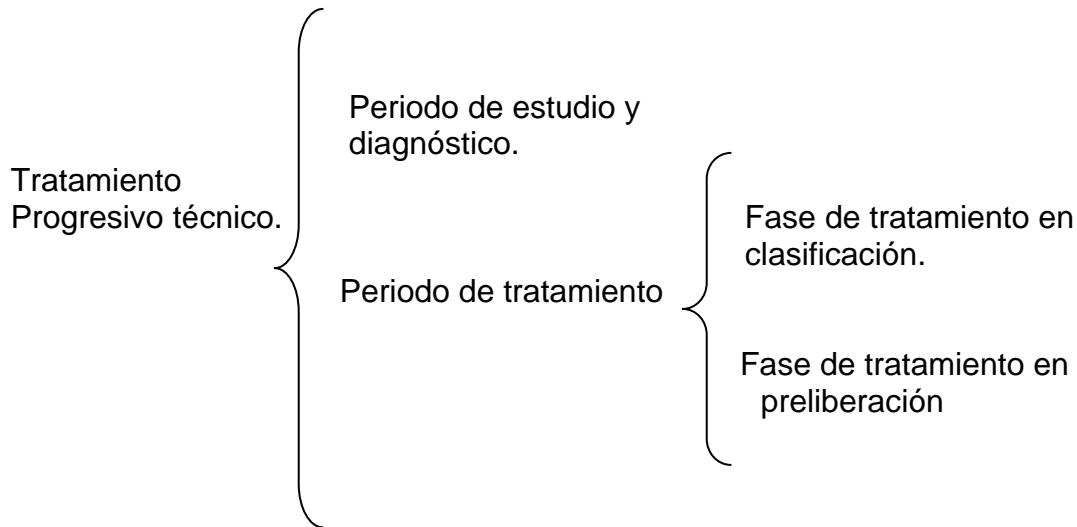 Tratamiento
Progresivo técnico.
Periodo de estudio y
diagnóstico.
Periodo de tratamiento
Fase de tratamiento en
clasificación.
Fase de tratamiento en
preliberación